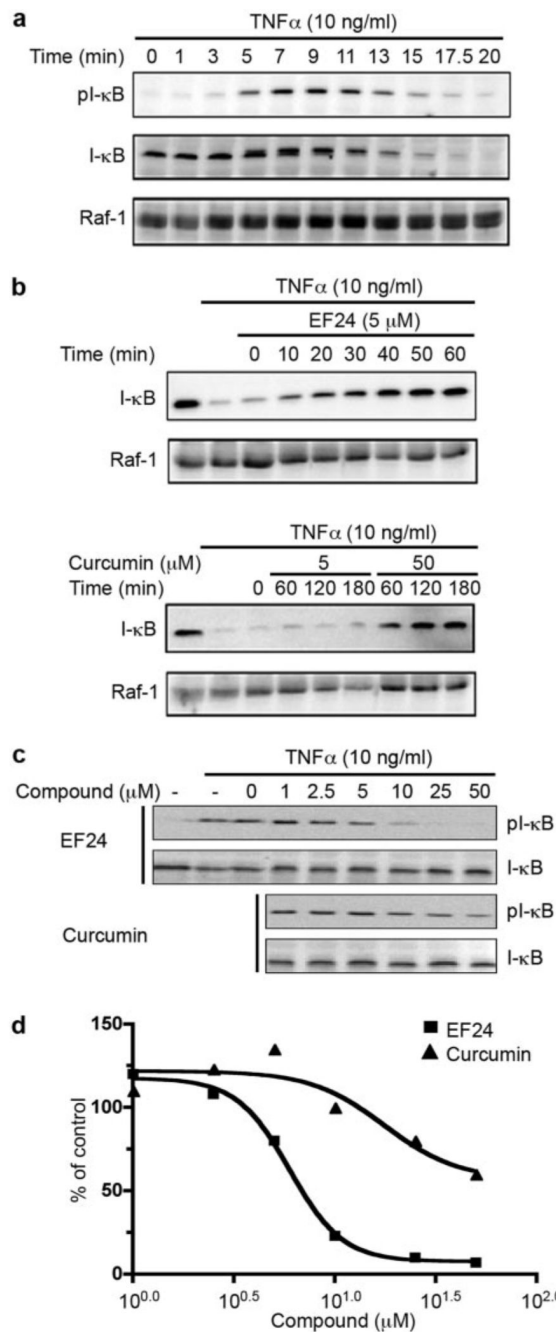 a
TNFα (10 ng/ml)
Time (min) 0 1 3 5 7 9 11 13 15 17.5 20
pI-κB
I-κB
Raf-1
b
TNFα (10 ng/ml)
EF24 (5 μM)
Time (min) 0 10 20 30 40 50 60
I-κB
Raf-1
TNFα (10 ng/ml)
Curcumin (μM) 5 50
Time (min) 0 60 120 180 60 120 180
I-κB
Raf-1
c
TNFα (10 ng/ml)
Compound (μM) - - 0 1 2.5 5 10 25 50
EF24
pI-κB
I-κB
Curcumin
pI-κB
I-κB
d
150
100
50
0
% of control
EF24
Curcumin
10^0.0 10^0.5 10^1.0 10^1.5 10^2.0
Compound (μM)